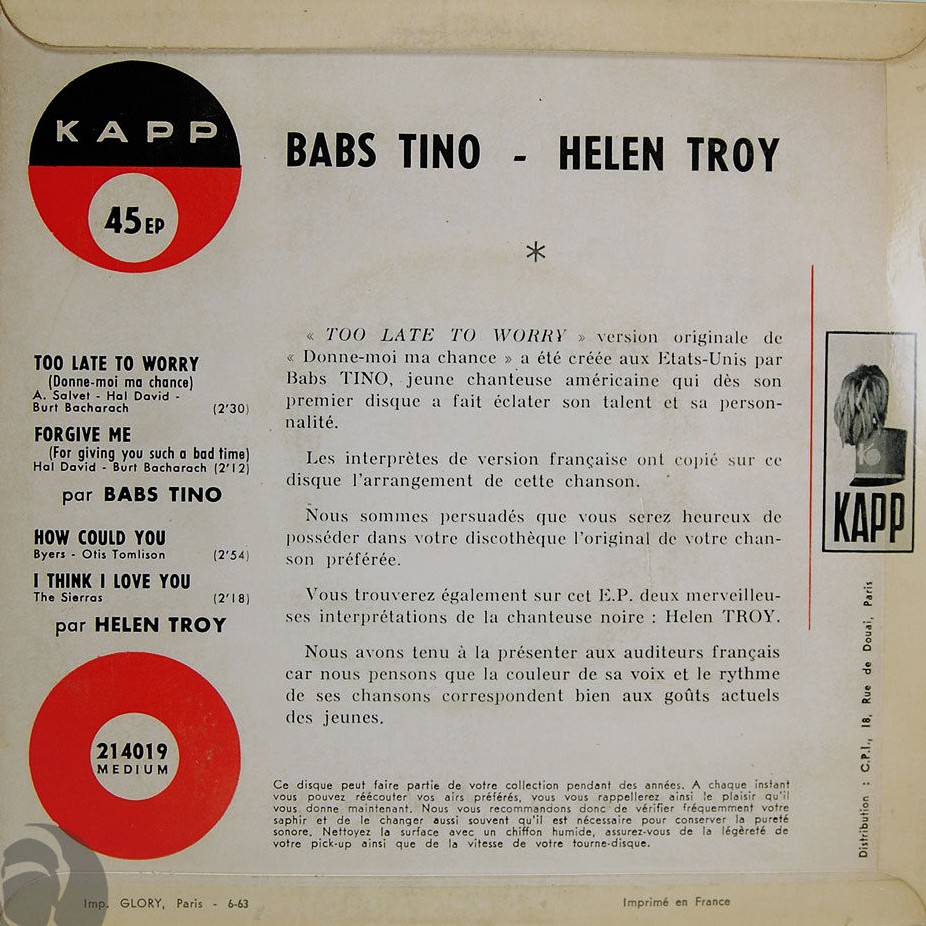 KAPP
45 EP
BABS TINO - HELEN TROY
*
TOO LATE TO WORRY
(Donne-moi ma chance)
A. Salvet - Hal David -
Burt Bacharach (2'30)
FORGIVE ME
(For giving you such a bad time)
Hal David - Burt Bacharach (2'12)
par BABS TINO
HOW COULD YOU
Byers - Otis Tomlison (2'54)
I THINK I LOVE YOU
The Sierras (2'18)
par HELEN TROY
214019
MEDIUM
« TOO LATE TO WORRY » version originale de
« Donne-moi ma chance » a été créée aux Etats-Unis par
Babs TINO, jeune chanteuse américaine qui dès son
premier disque a fait éclater son talent et sa person-
nalité.
Les interprètes de version française ont copié sur ce
disque l'arrangement de cette chanson.
Nous sommes persuadés que vous serez heureux de
posséder dans votre discothèque l'original de votre chan-
son préférée.
Vous trouverez également sur cet E.P. deux merveilleu-
ses interprétations de la chanteuse noire : Helen TROY.
Nous avons tenu à la présenter aux auditeurs français
car nous pensons que la couleur de sa voix et le rythme
de ses chansons correspondent bien aux goûts actuels
des jeunes.
Ce disque peut faire partie de votre collection pendant des années. A chaque instant
vous pouvez réécouter vos airs préférés, vous vous rappellerez ainsi le plaisir qu'il
vous donne maintenant. Nous vous recommandons donc de vérifier fréquemment votre
saphir et de le changer aussi souvent qu'il est nécessaire pour conserver la pureté
sonore. Nettoyez la surface avec un chiffon humide, assurez-vous de la légèreté de
votre pick-up ainsi que de la vitesse de votre tourne-disque.
KAPP
Distribution : C.P.I., 18, Rue de Douai, Paris
Imp. GLORY, Paris - 6-63
Imprimé en France